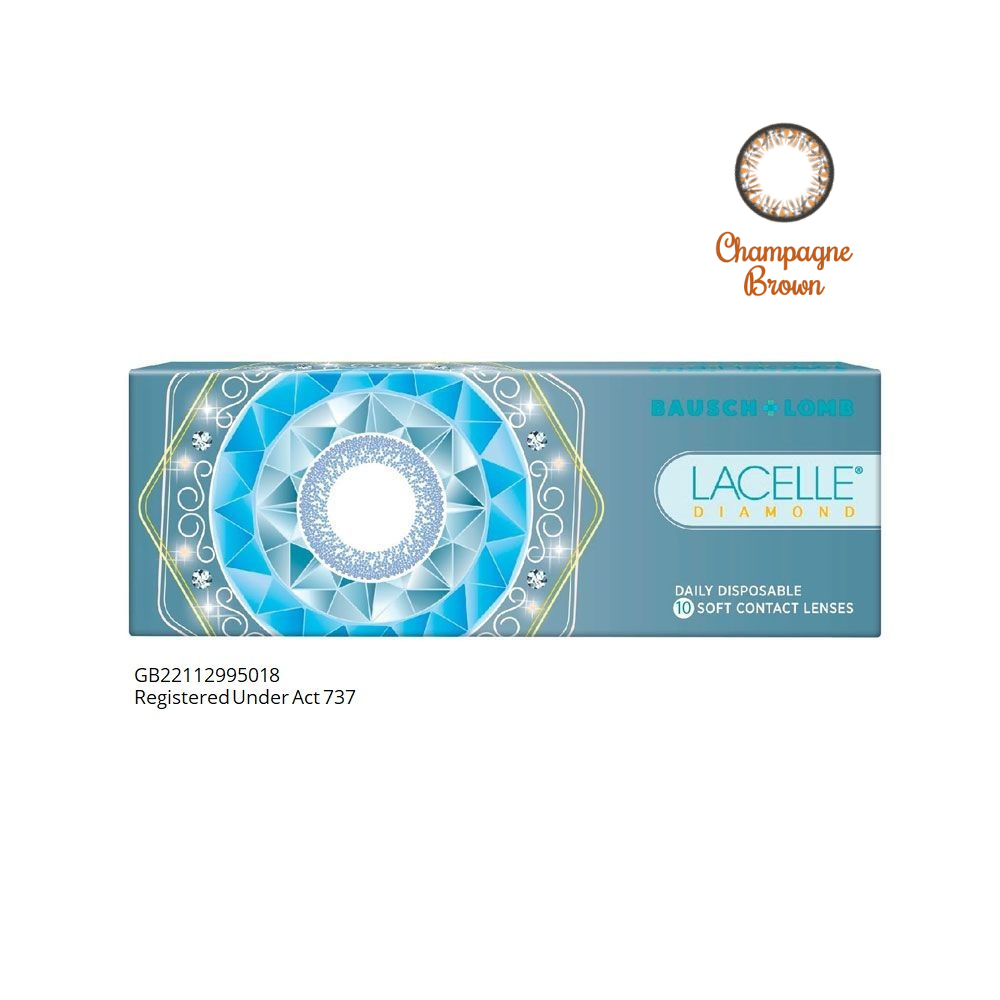 Champagne
Brown
BAUSCH + LOMB
LACELLE®
DIAMOND
DAILY DISPOSABLE
10 SOFT CONTACT LENSES
GB22112995018
Registered Under Act 737